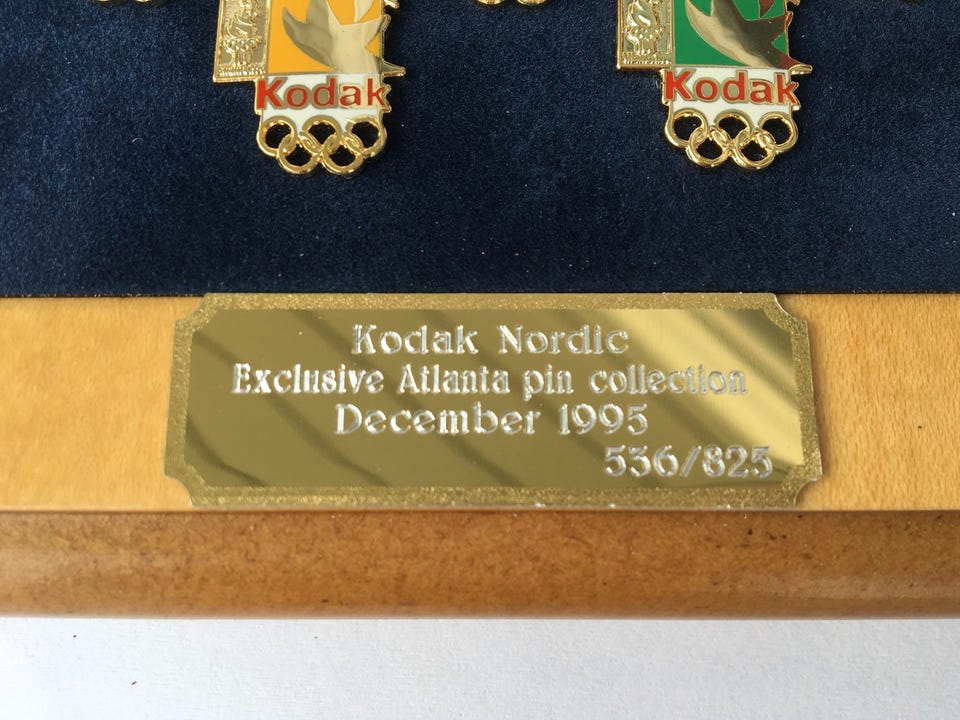 Kodak
Kodak
Kodak Nordic
Exclusive Atlanta pin collection
December 1995
536/825